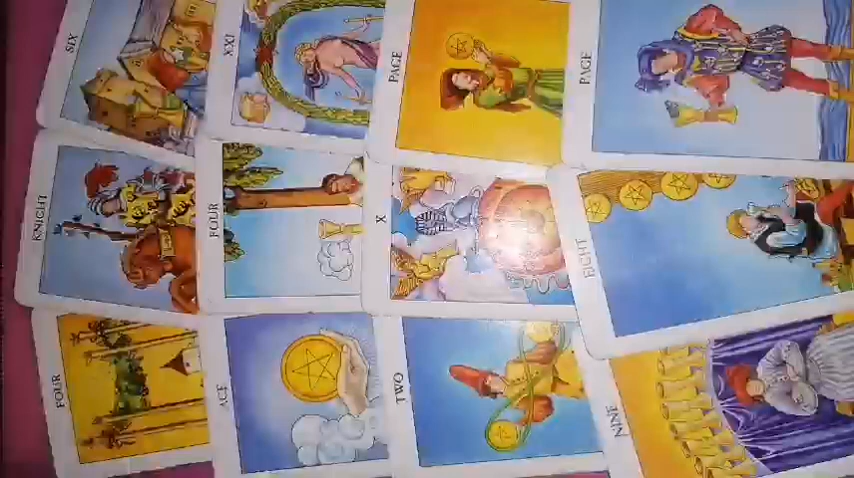 SIX
XXI
PAGE
PAGE
KNIGHT
FOUR
X
EIGHT
FOUR
ACE
TWO
NINE